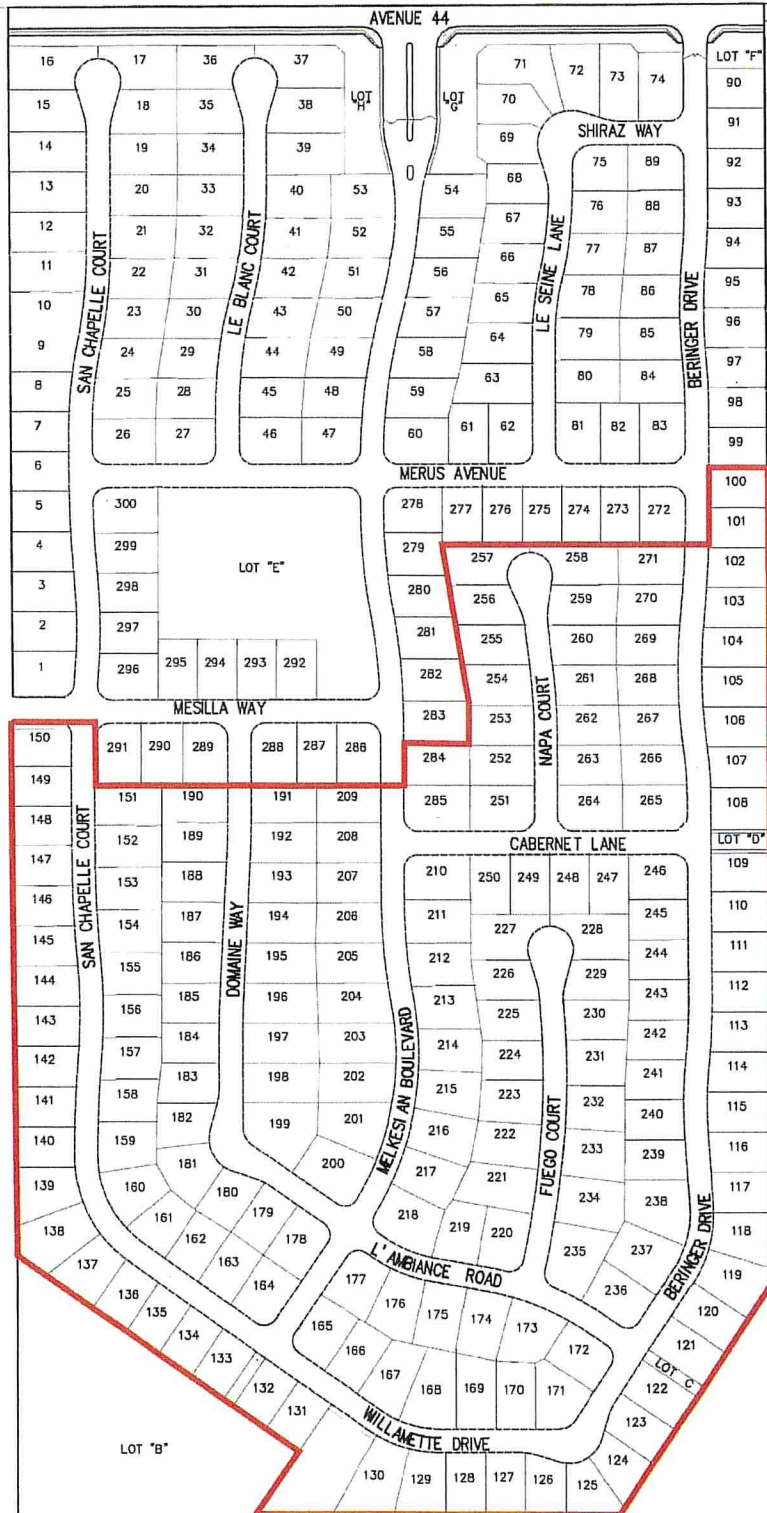 AVENUE 44
16 17 36 37 LOT "H" LOT "G" 71 72 73 74 LOT "F"
90
15 18 35 38 70
SHIRAZ WAY 91
14 19 34 39 69
75 89 92
13 20 33 40 53 54 68
76 88 93
12 21 32 41 52 55 67
77 87 94
11 22 31 42 51 56 66
78 86 95
10 23 30 43 50 57 65
79 85 96
9 24 29 44 49 58 64
80 84 97
8 25 28 45 48 59 63
98
7 26 27 46 47 60 61 62 81 82 83
99
SAN CHAPELLE COURT
LE BLANC COURT
LE SEINE LANE
BERINGER DRIVE
6 MERUS AVENUE
100
5 300 278 277 276 275 274 273 272
101
4 299 279 257 258 271 102
LOT "E"
3 298 280 256 259 270 103
2 297 281 255 260 269 104
1 296 295 294 293 292 282 254 261 268 105
MESILLA WAY
283 253 262 267 106
NAPA COURT
150 291 290 289 288 287 286 284 252 263 266 107
149 151 190 191 209 285 251 264 265 108
148 152 189 192 208
CABERNET LANE LOT "D"
147 153 188 193 207 210 250 249 248 247 246 109
146 154 187 194 206 211 245 110
227 228
145 155 186 195 205 212 244 111
226 229
144 156 185 196 204 213 243 112
225 230
143 157 184 197 203 214 242 113
224 231
142 158 183 198 202 215 241 114
223 232
141 159 182 199 201 216 240 115
222 233
140 160 181 200 217 239 116
221
139 161 180 218 234 238 117
138 162 179 219 220 118
137 163 178 235 237 119
136 164 236 120
SAN CHAPELLE COURT
DOMAINE WAY
MELKESIAN BOULEVARD
FUEGO COURT
BERINGER DRIVE
L'AMBIANCE ROAD
135 177 176 175 174 173 172 121
LOT C
134 165 122
133 166 167 168 169 170 171 123
132 124
131 130 129 128 127 126 125
WILLAMETTE DRIVE
LOT "B"